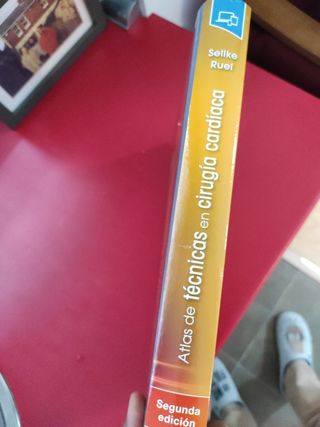 Sellke
Ruel
Atlas de técnicas en cirugía cardíaca
Segunda
edición